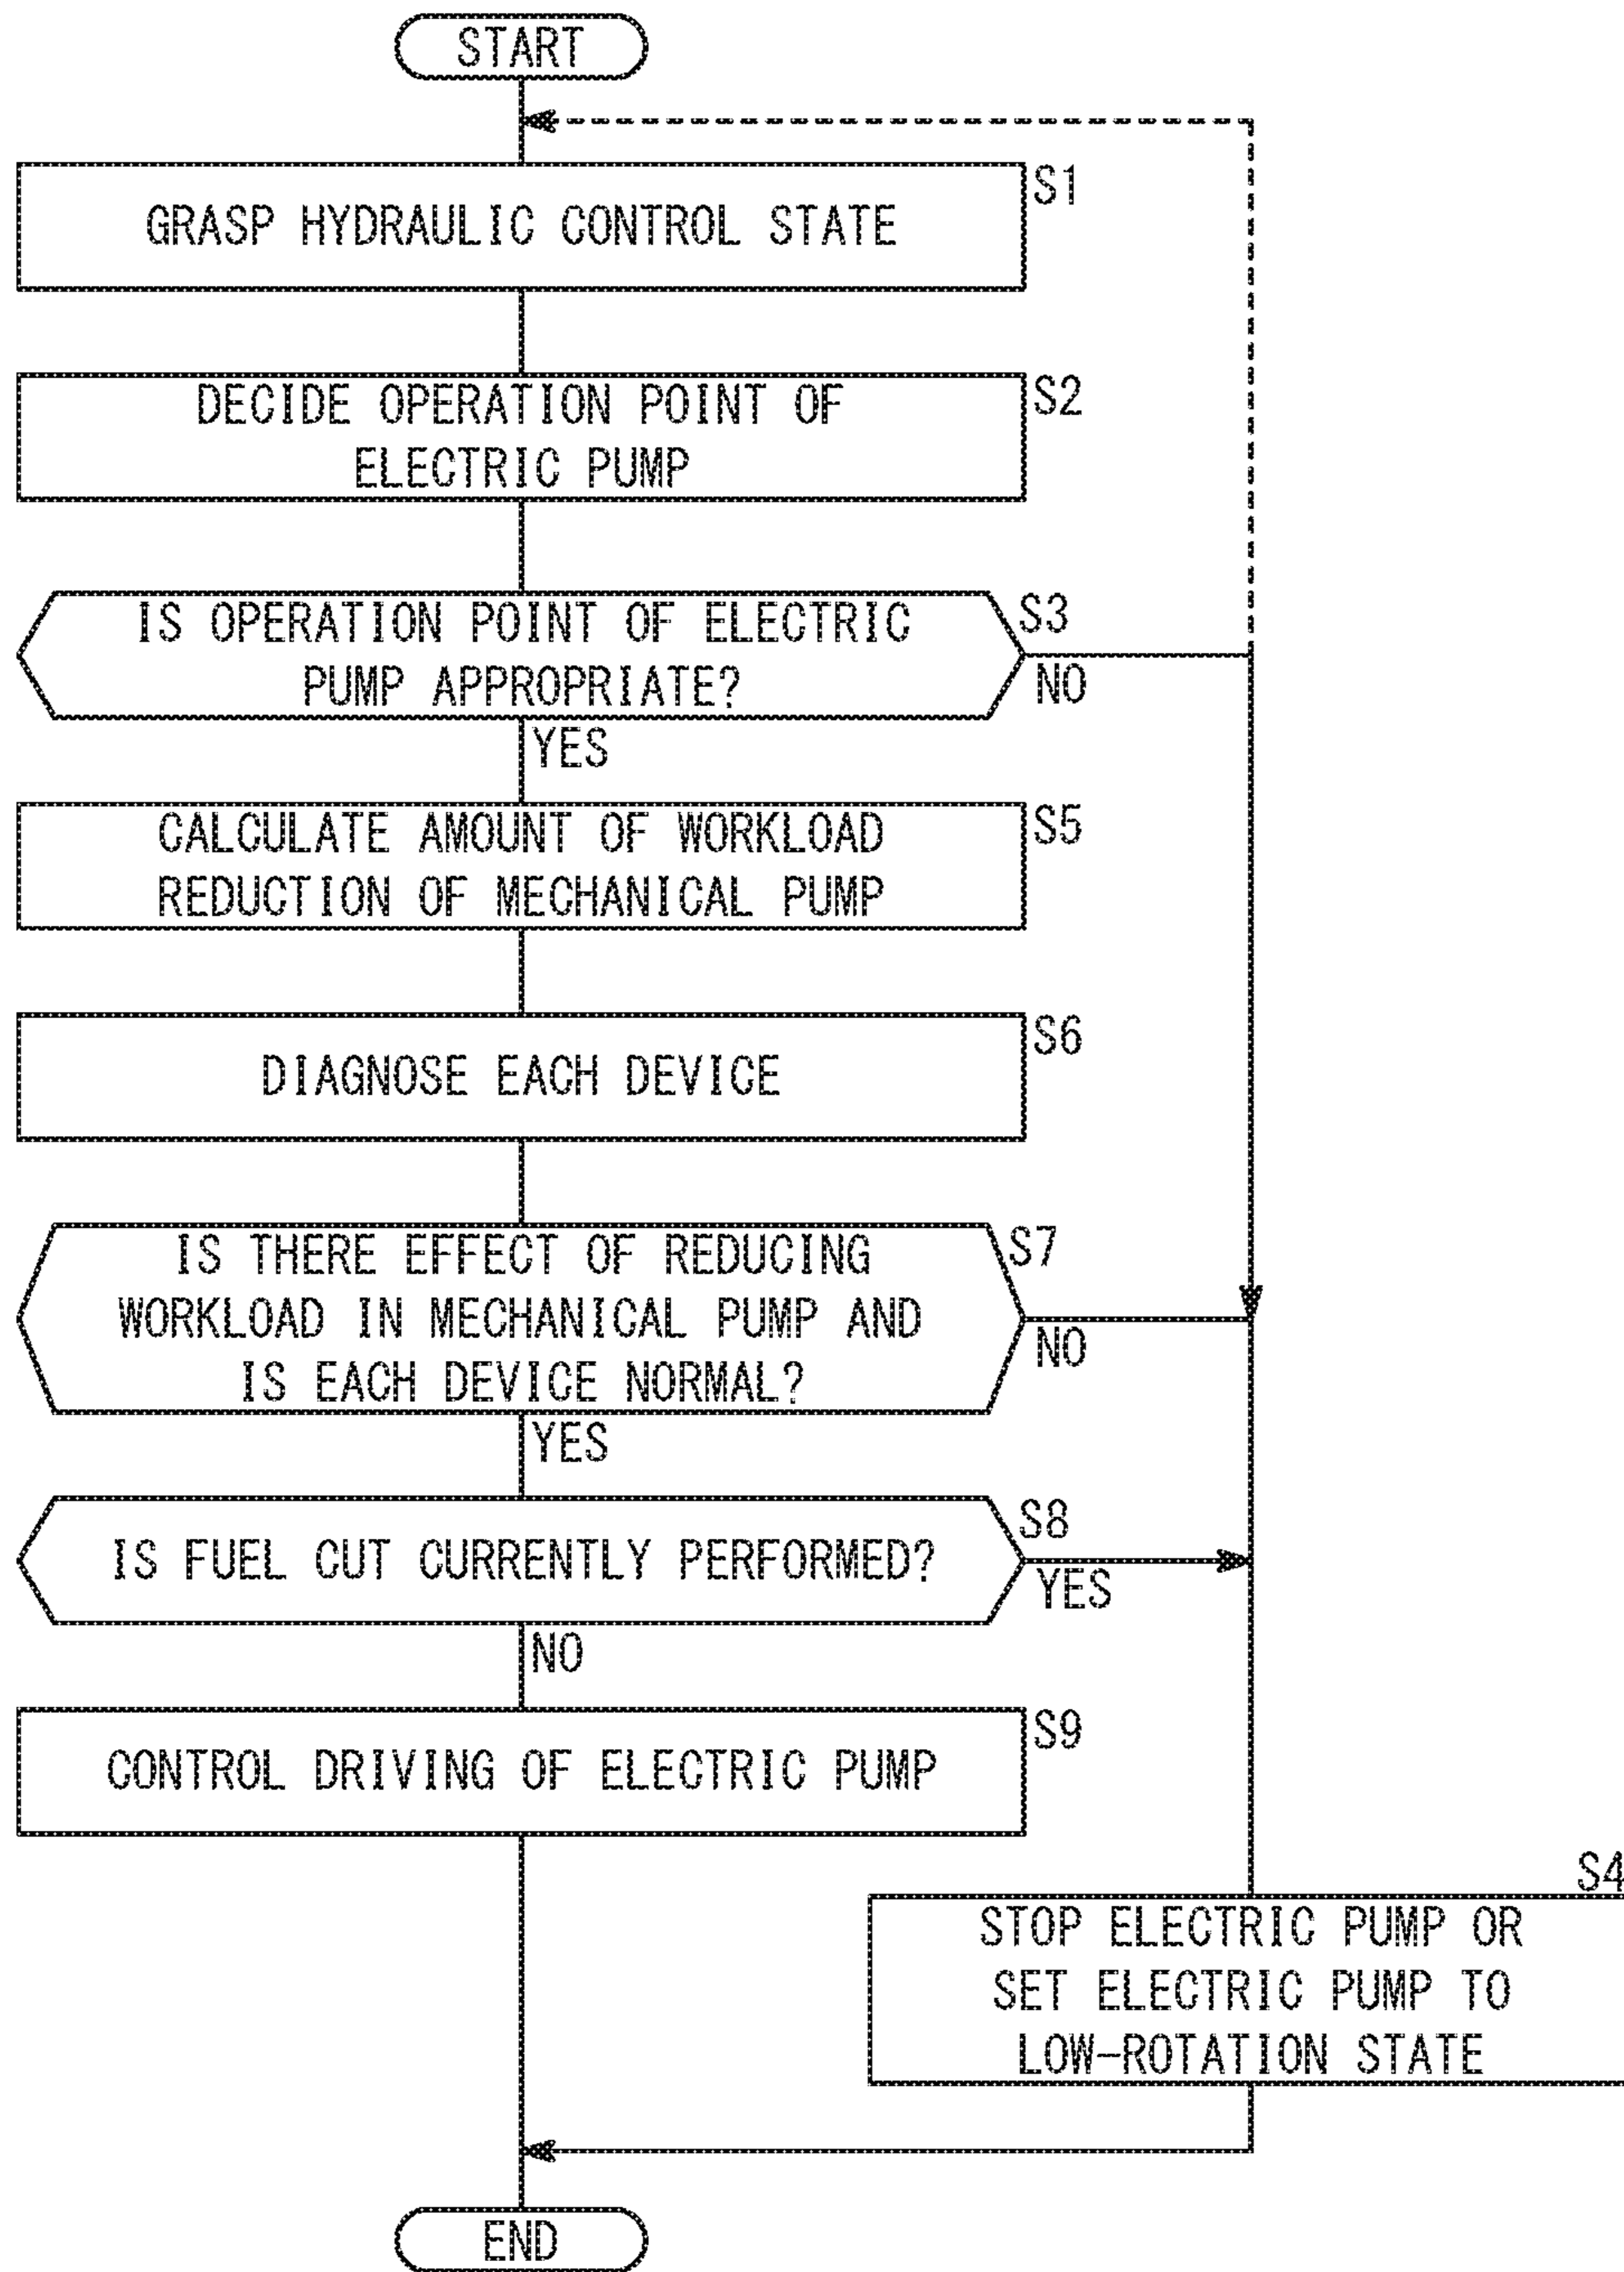 START
S1
GRASP HYDRAULIC CONTROL STATE
S2
DECIDE OPERATION POINT OF
ELECTRIC PUMP
S3
IS OPERATION POINT OF ELECTRIC
PUMP APPROPRIATE?
NO
YES
S5
CALCULATE AMOUNT OF WORKLOAD
REDUCTION OF MECHANICAL PUMP
S6
DIAGNOSE EACH DEVICE
S7
IS THERE EFFECT OF REDUCING
WORKLOAD IN MECHANICAL PUMP AND
IS EACH DEVICE NORMAL?
NO
YES
S8
IS FUEL CUT CURRENTLY PERFORMED?
YES
NO
S9
CONTROL DRIVING OF ELECTRIC PUMP
S4
STOP ELECTRIC PUMP OR
SET ELECTRIC PUMP TO
LOW-ROTATION STATE
END